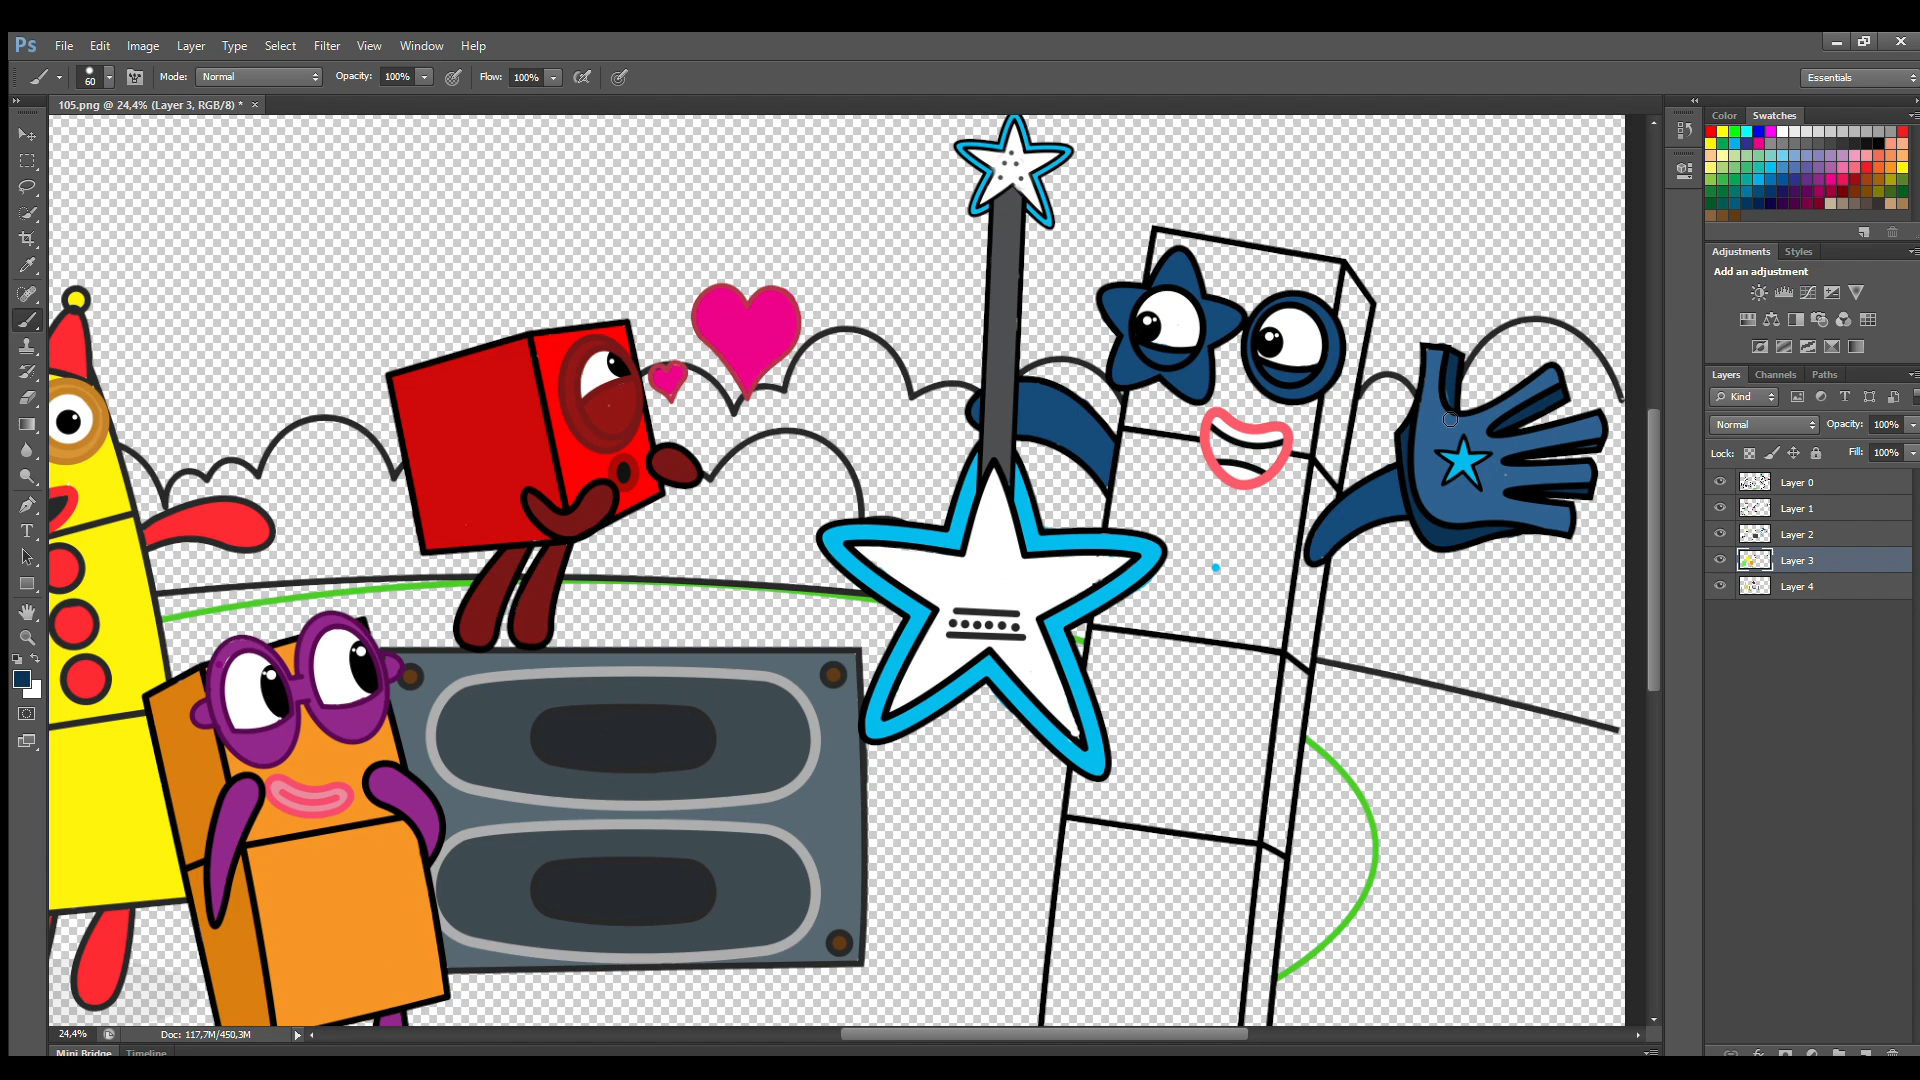 Ps File Edit Image Layer Type Select Filter View Window Help
60 Mode: Normal Opacity: 100% Flow: 100% Essentials
105.png @ 24,4% (Layer 3, RGB/8) * ×
Color Swatches
Adjustments Styles
Add an adjustment
Layers Channels Paths
Kind
Normal Opacity: 100%
Lock: Fill: 100%
Layer 0
Layer 1
Layer 2
Layer 3
Layer 4
24,4% Doc: 117,7M/450,3M
Mini Bridge Timeline